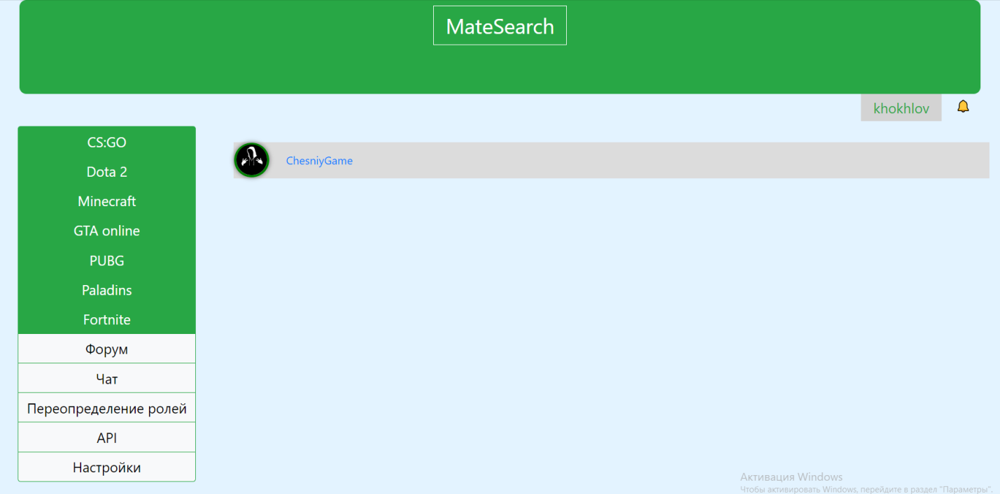 MateSearch
khokhlov
CS:GO
Dota 2
Minecraft
GTA online
PUBG
Paladins
Fortnite
Форум
Чат
Переопределение ролей
API
Настройки
ChesniyGame
Активация Windows
Чтобы активировать Windows, перейдите в раздел "Параметры".